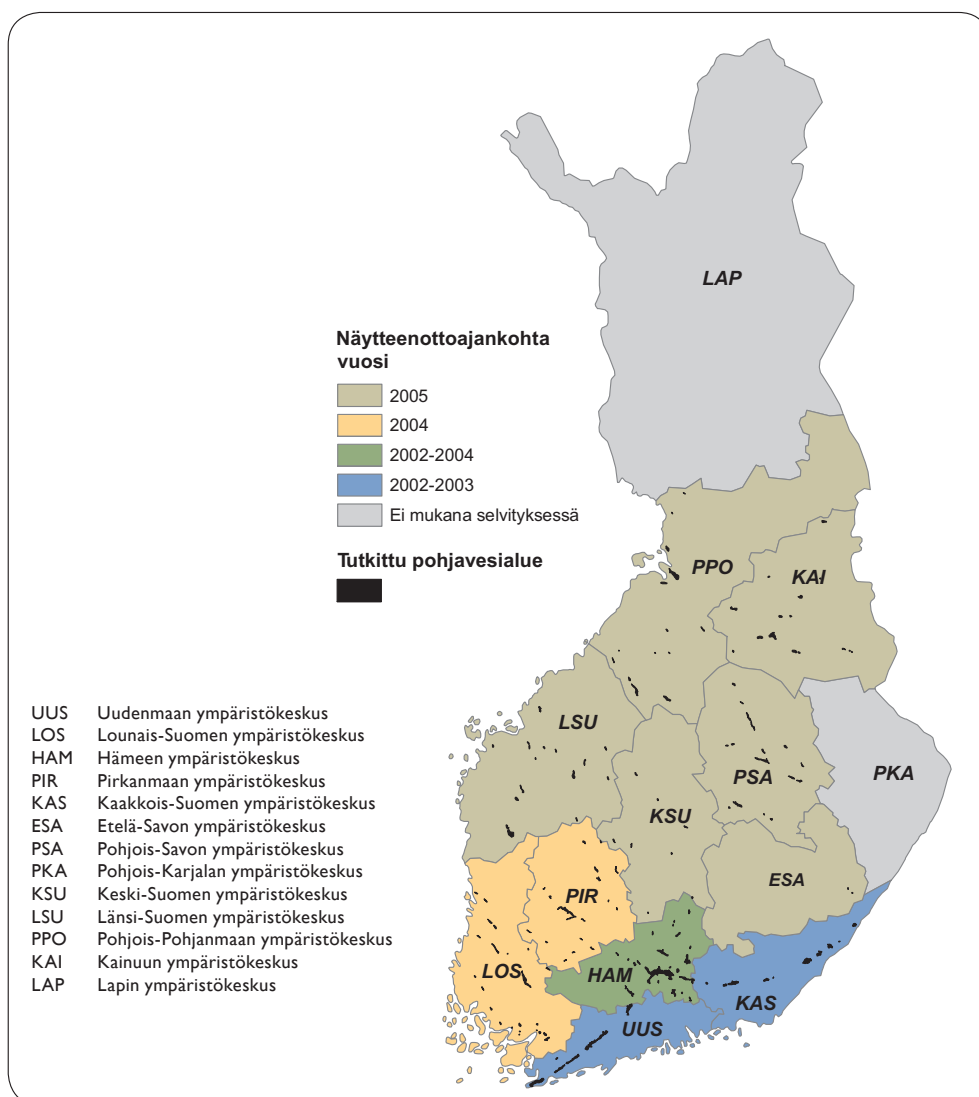 LAP
Näytteenottoajankohta
vuosi
2005
2004
2002-2004
2002-2003
Ei mukana selvityksessä
Tutkittu pohjavesialue
PPO
KAI
LSU
PSA
PKA
KSU
ESA
PIR
LOS
HAM
KAS
UUS
UUS Uudenmaan ympäristökeskus
LOS Lounais-Suomen ympäristökeskus
HAM Hämeen ympäristökeskus
PIR Pirkanmaan ympäristökeskus
KAS Kaakkois-Suomen ympäristökeskus
ESA Etelä-Savon ympäristökeskus
PSA Pohjois-Savon ympäristökeskus
PKA Pohjois-Karjalan ympäristökeskus
KSU Keski-Suomen ympäristökeskus
LSU Länsi-Suomen ympäristökeskus
PPO Pohjois-Pohjanmaan ympäristökeskus
KAI Kainuun ympäristökeskus
LAP Lapin ympäristökeskus